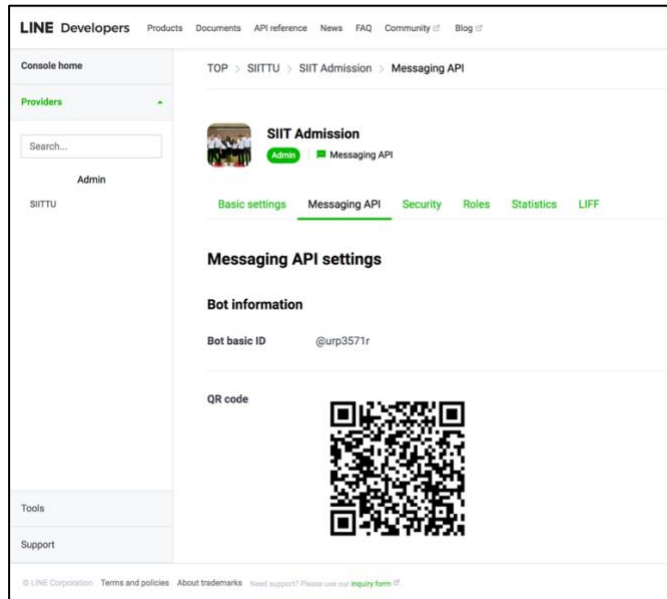 LINE Developers Products Documents API reference News FAQ Community Blog
Console home
Providers
Search...
Admin
SIITTU
Tools
Support
TOP > SIITTU > SIIT Admission > Messaging API
SIIT Admission
Admin Messaging API
Basic settings Messaging API Security Roles Statistics LIFF
Messaging API settings
Bot information
Bot basic ID @urp3571r
QR code
© LINE Corporation Terms and policies About trademarks Need support? Please use our inquiry form